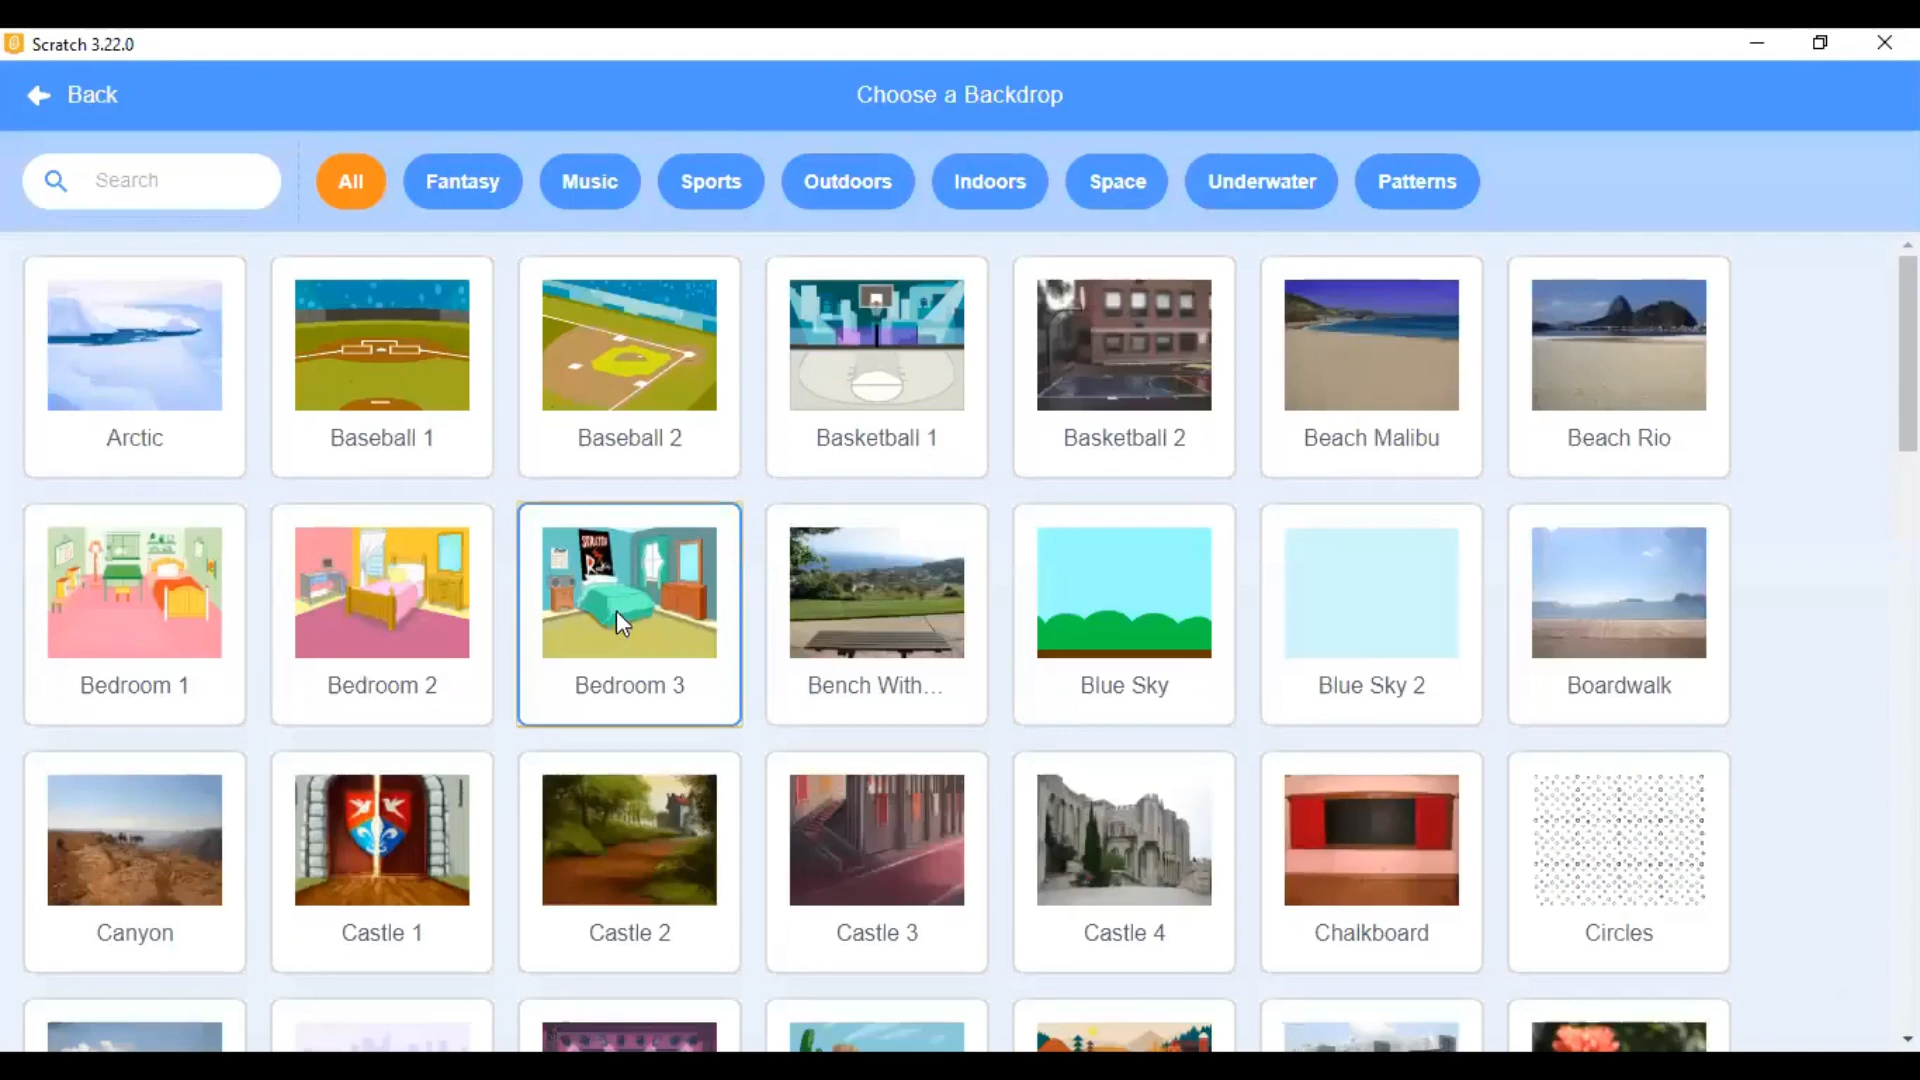 Scratch 3.22.0
Back
Choose a Backdrop
Search
All
Fantasy
Music
Sports
Outdoors
Indoors
Space
Underwater
Patterns
Arctic
Baseball 1
Baseball 2
Basketball 1
Basketball 2
Beach Malibu
Beach Rio
Bedroom 1
Bedroom 2
Bedroom 3
Bench With...
Blue Sky
Blue Sky 2
Boardwalk
Canyon
Castle 1
Castle 2
Castle 3
Castle 4
Chalkboard
Circles